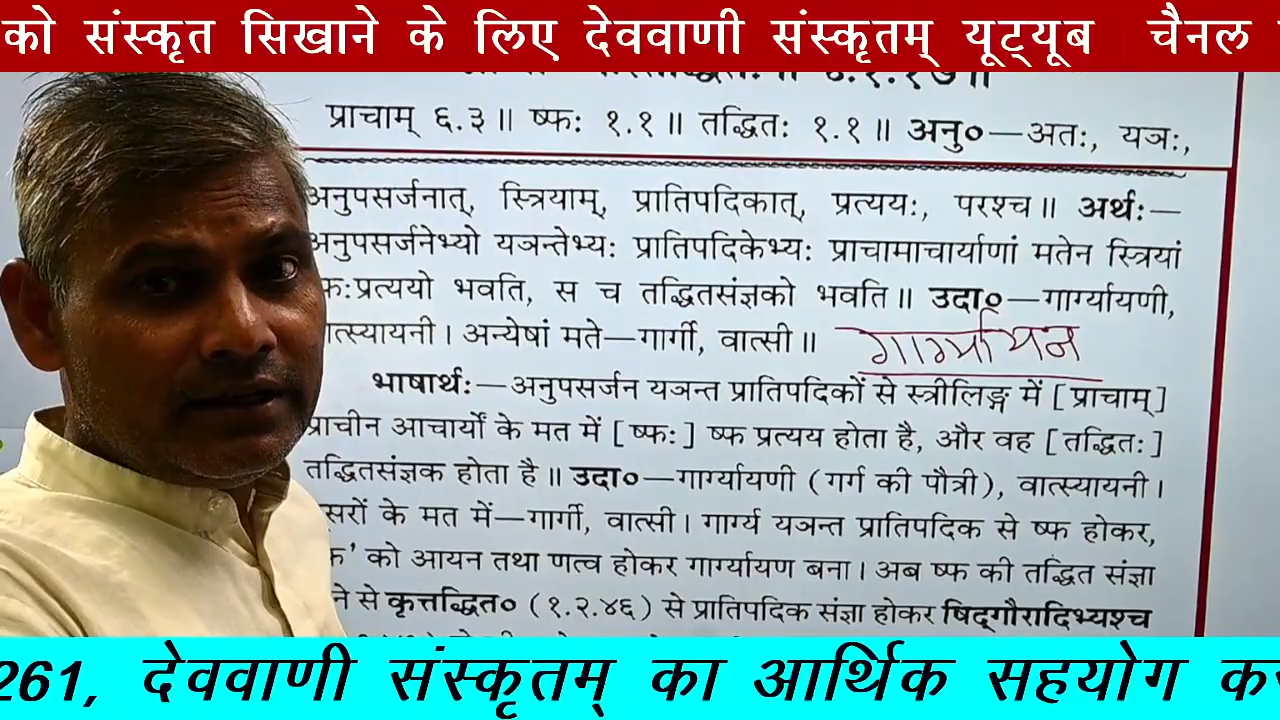 को संस्कृत सिखाने के लिए देववाणी संस्कृतम् यूट्यूब चैनल
प्राचाम् ६.३॥ ष्फः १.१॥ तद्धितः १.१॥ अनु०—अतः, यञः,
अनुपसर्जनात्, स्त्रियाम्, प्रातिपदिकात्, प्रत्ययः, परश्च॥ अर्थः—
अनुपसर्जनेभ्यो यञन्तेभ्यः प्रातिपदिकेभ्यः प्राचामाचार्याणां मतेन स्त्रियां
फःप्रत्ययो भवति, स च तद्धितसंज्ञको भवति॥ उदा०—गार्ग्यायणी,
ात्स्यायनी। अन्येषां मते—गार्गी, वात्सी॥ गार्ग्यायन
भाषार्थः—अनुपसर्जन यञन्त प्रातिपदिकों से स्त्रीलिङ्ग में [प्राचाम्]
प्राचीन आचार्यों के मत में [ष्फः] ष्फ प्रत्यय होता है, और वह [तद्धितः]
तद्धितसंज्ञक होता है॥ उदा०—गार्ग्यायणी (गर्ग की पौत्री), वात्स्यायनी।
सरों के मत में—गार्गी, वात्सी। गार्ग्य यञन्त प्रातिपदिक से ष्फ होकर,
फ' को आयन तथा णत्व होकर गार्ग्यायण बना। अब ष्फ की तद्धित संज्ञा
ने से कृत्तद्धित० (१.२.४६) से प्रातिपदिक संज्ञा होकर षिद्गौरादिभ्यश्च
261, देववाणी संस्कृतम् का आर्थिक सहयोग